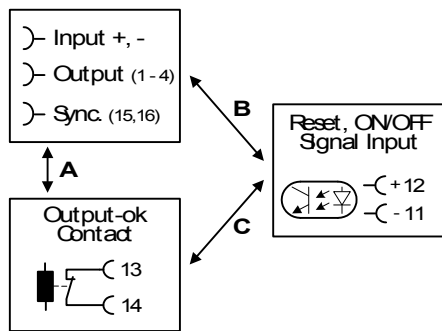 Input +, -
Output (1 - 4)
Sync. (15,16)
A
B
C
Reset, ON/OFF
Signal Input
+ 12
- 11
Output-ok
Contact
13
14